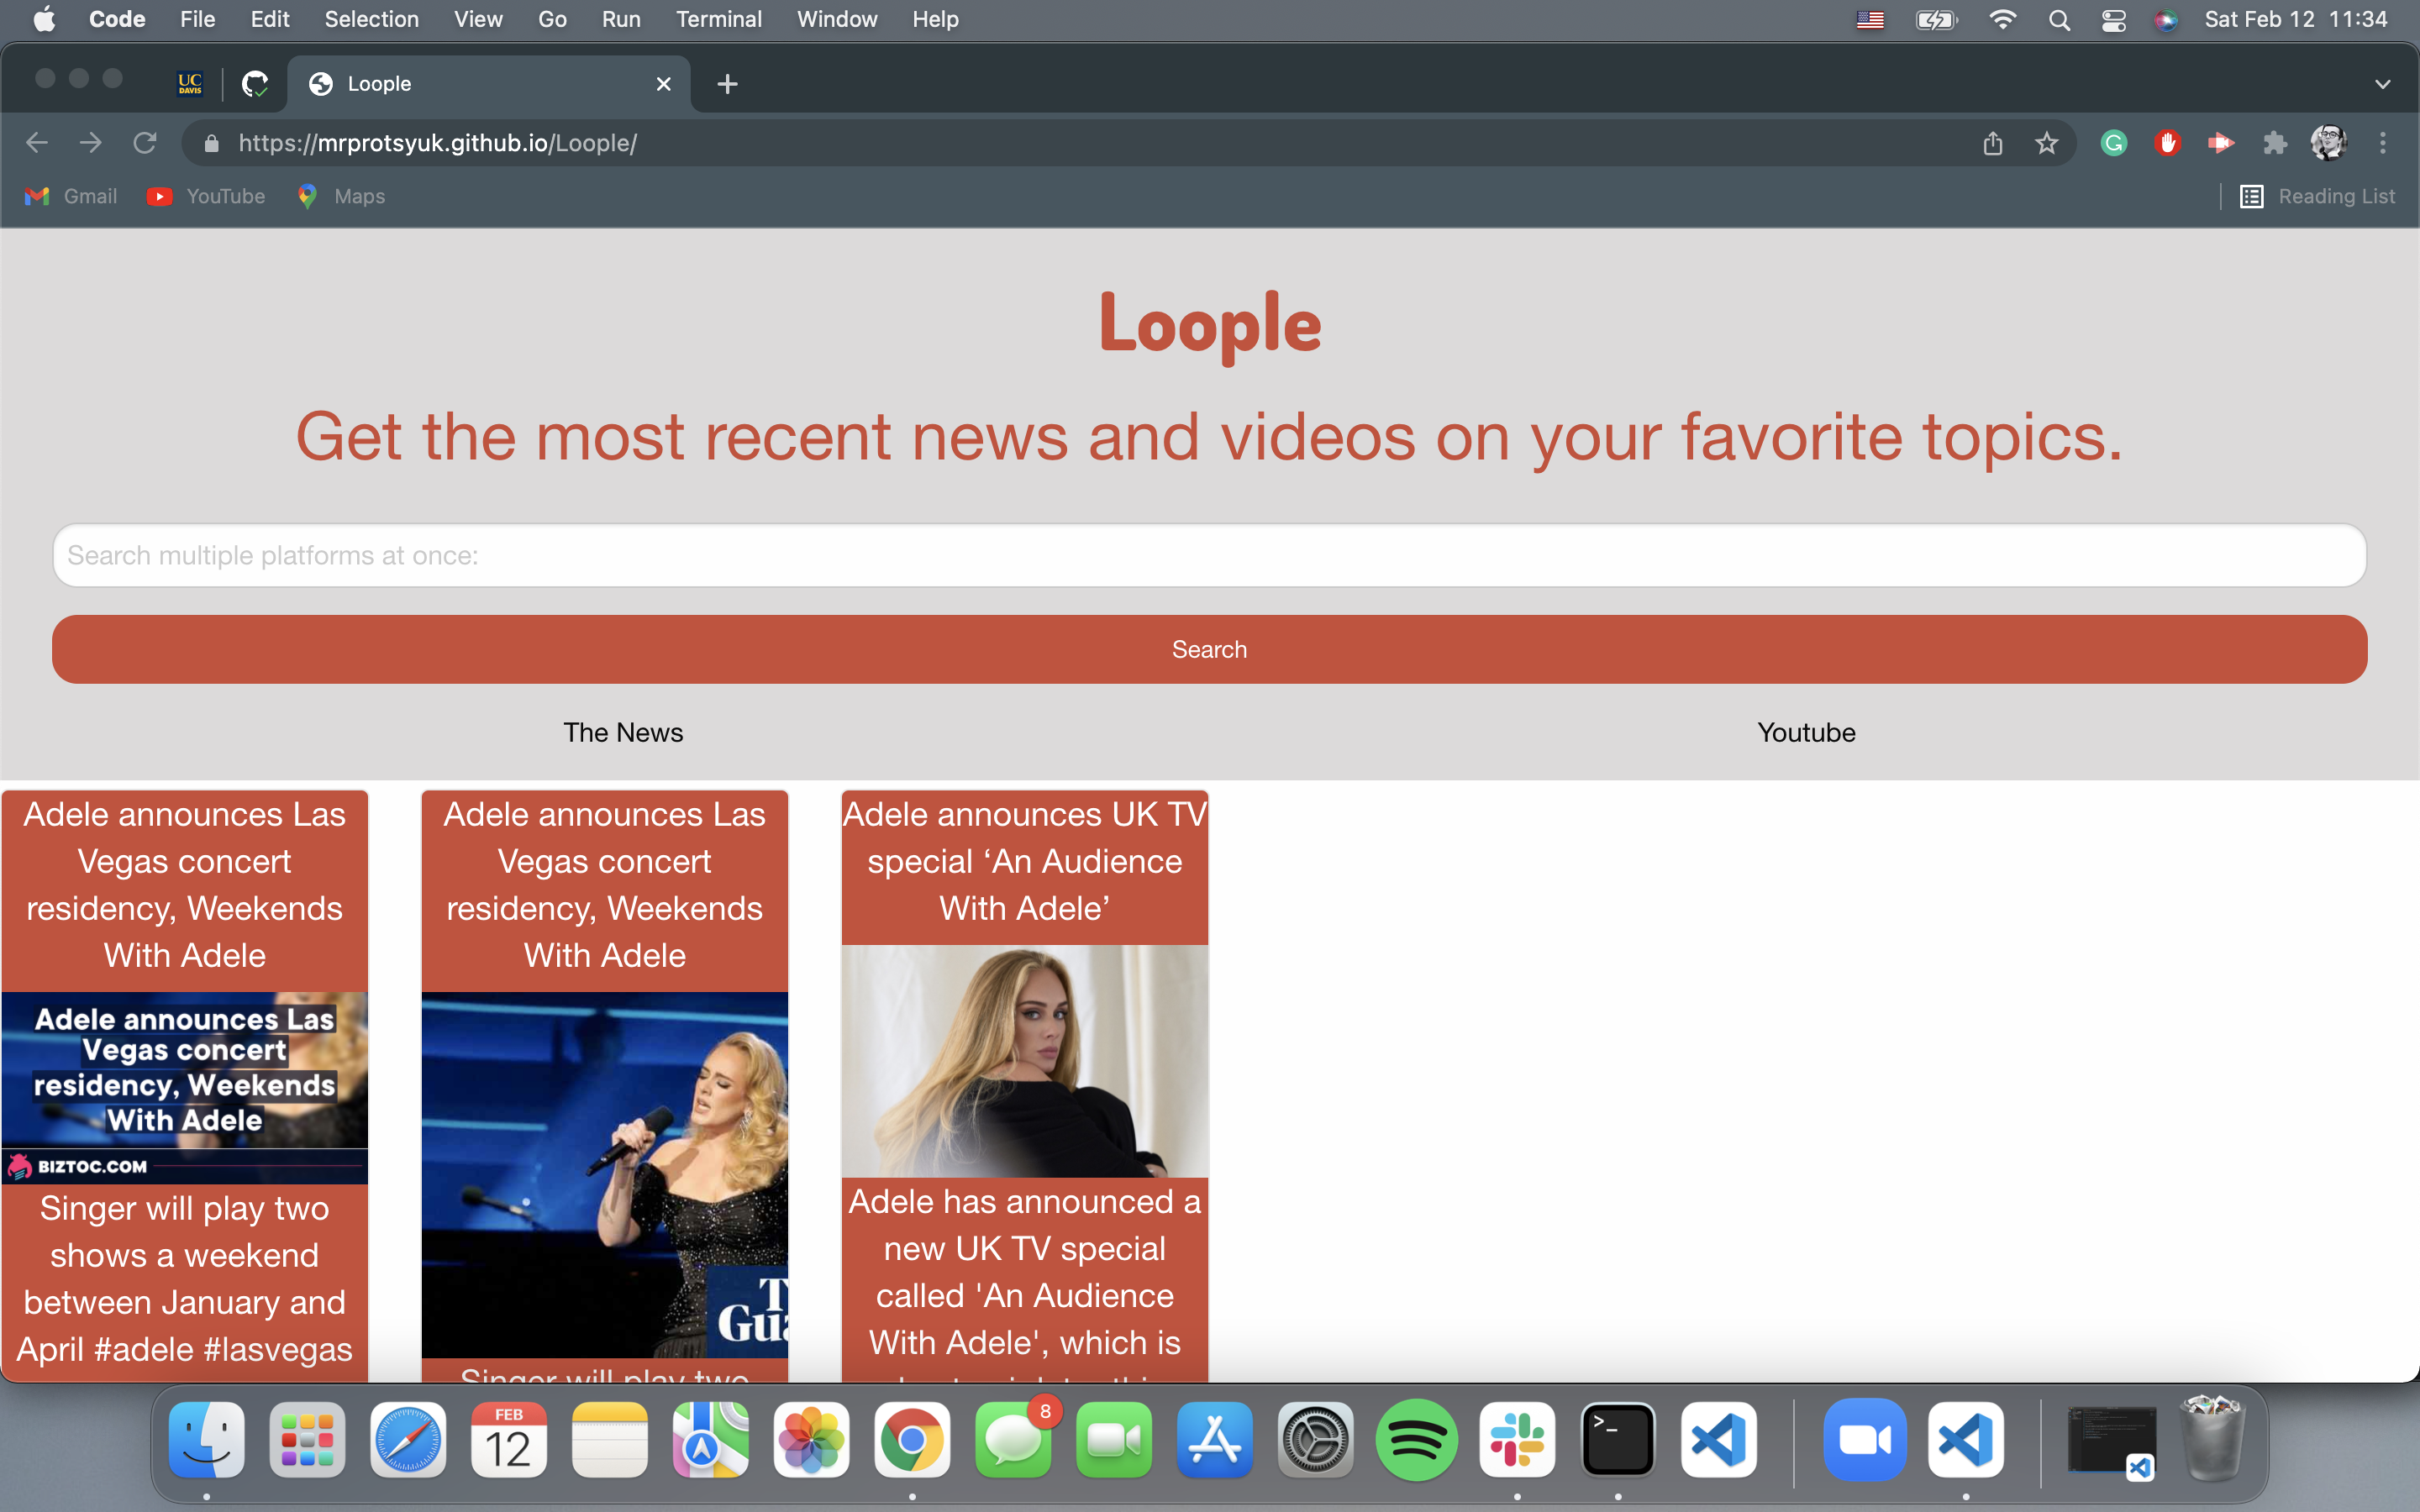 Code File Edit Selection View Go Run Terminal Window Help Sat Feb 12 11:34
UC DAVIS Loople
https://mrprotsyuk.github.io/Loople/
Gmail YouTube Maps Reading List
Loople
Get the most recent news and videos on your favorite topics.
Search multiple platforms at once:
Search
The News Youtube
Adele announces Las
Vegas concert
residency, Weekends
With Adele
Adele announces Las
Vegas concert
residency, Weekends
With Adele
BIZTOC.COM
Singer will play two
shows a weekend
between January and
April #adele #lasvegas
Adele announces Las
Vegas concert
residency, Weekends
With Adele
Singer will play two
Adele announces UK TV
special ‘An Audience
With Adele’
Adele has announced a
new UK TV special
called 'An Audience
With Adele', which is
FEB
12
8